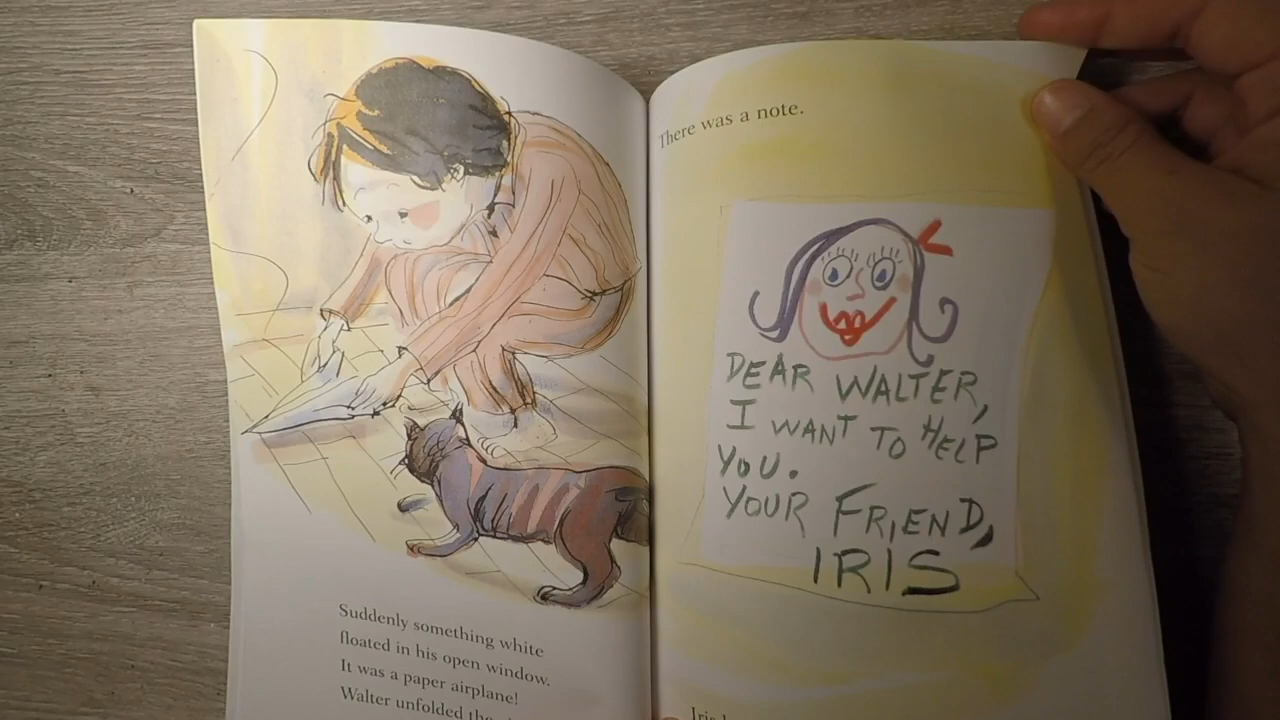 Suddenly something white
floated in his open window.
It was a paper airplane!
Walter unfolded the
There was a note.
DEAR WALTER,
I WANT TO HELP
YOU.
YOUR FRIEND,
IRIS
Iris